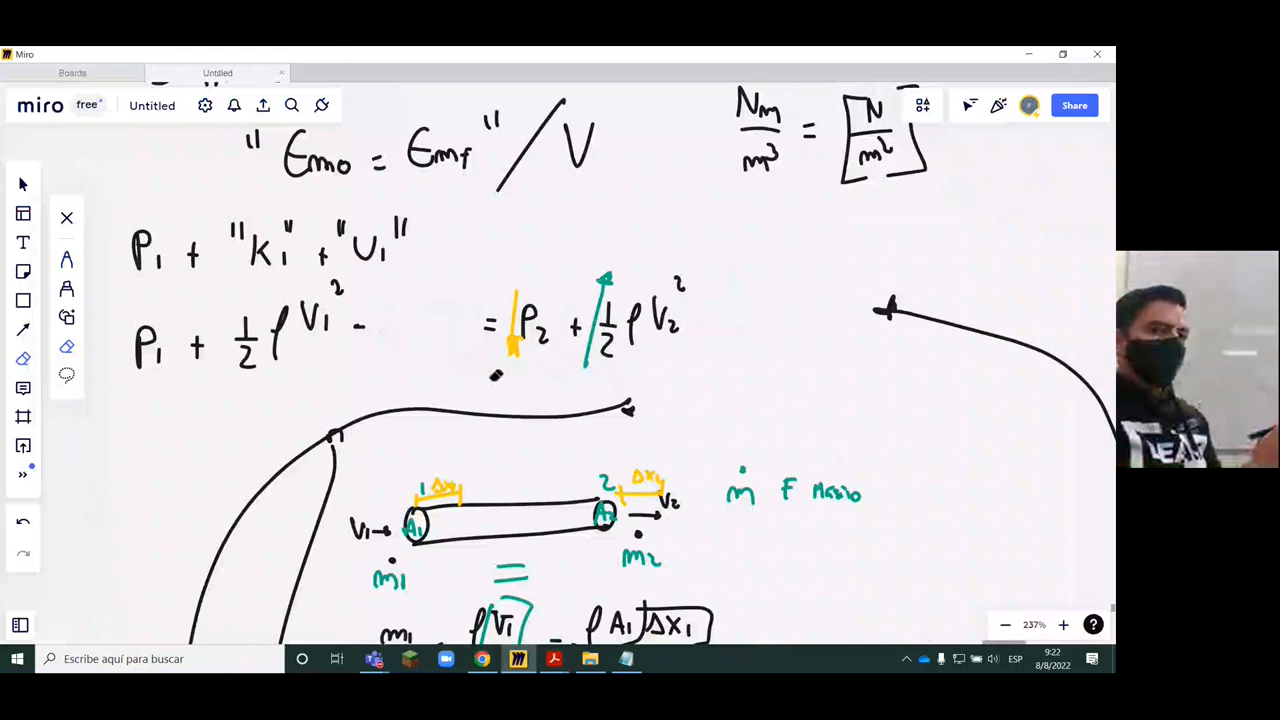 Miro
Boards
Untitled
miro free Untitled
Share
" Emo = Emf " / V
Nm/m³ = [N/m²]
P₁ + "K₁" + "U₁"
P₁ + 1/2 ρ V₁² - = P₂ + 1/2 ρ V₂²
1 Δx₁ 2 Δx₂
V₁ → A₁ A₂ → V₂
ṁ F Masio
ṁ₁ = ṁ₂
m₁ ρ V₁ = ρ A₁ Δx₁
237%
Escribe aquí para buscar
ESP
9:22
8/8/2022